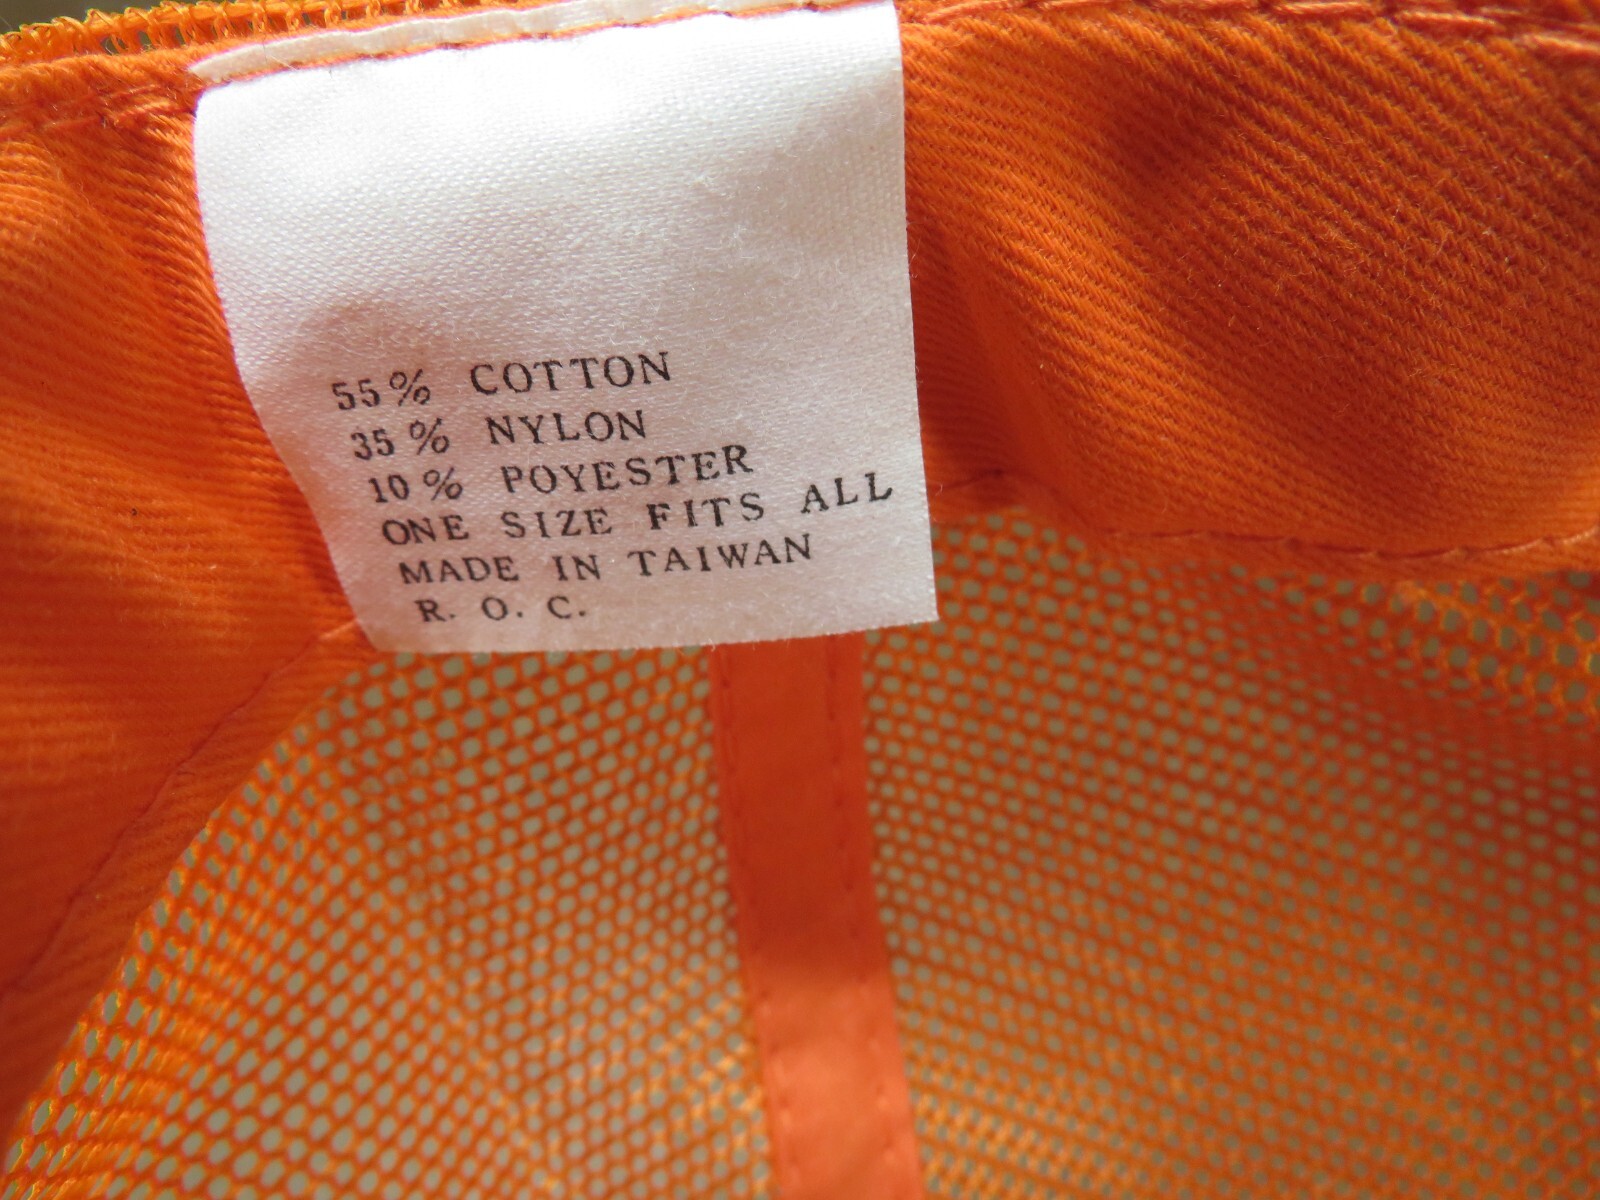 55% COTTON
35% NYLON
10% POYESTER
ONE SIZE FITS ALL
MADE IN TAIWAN
R. O. C.